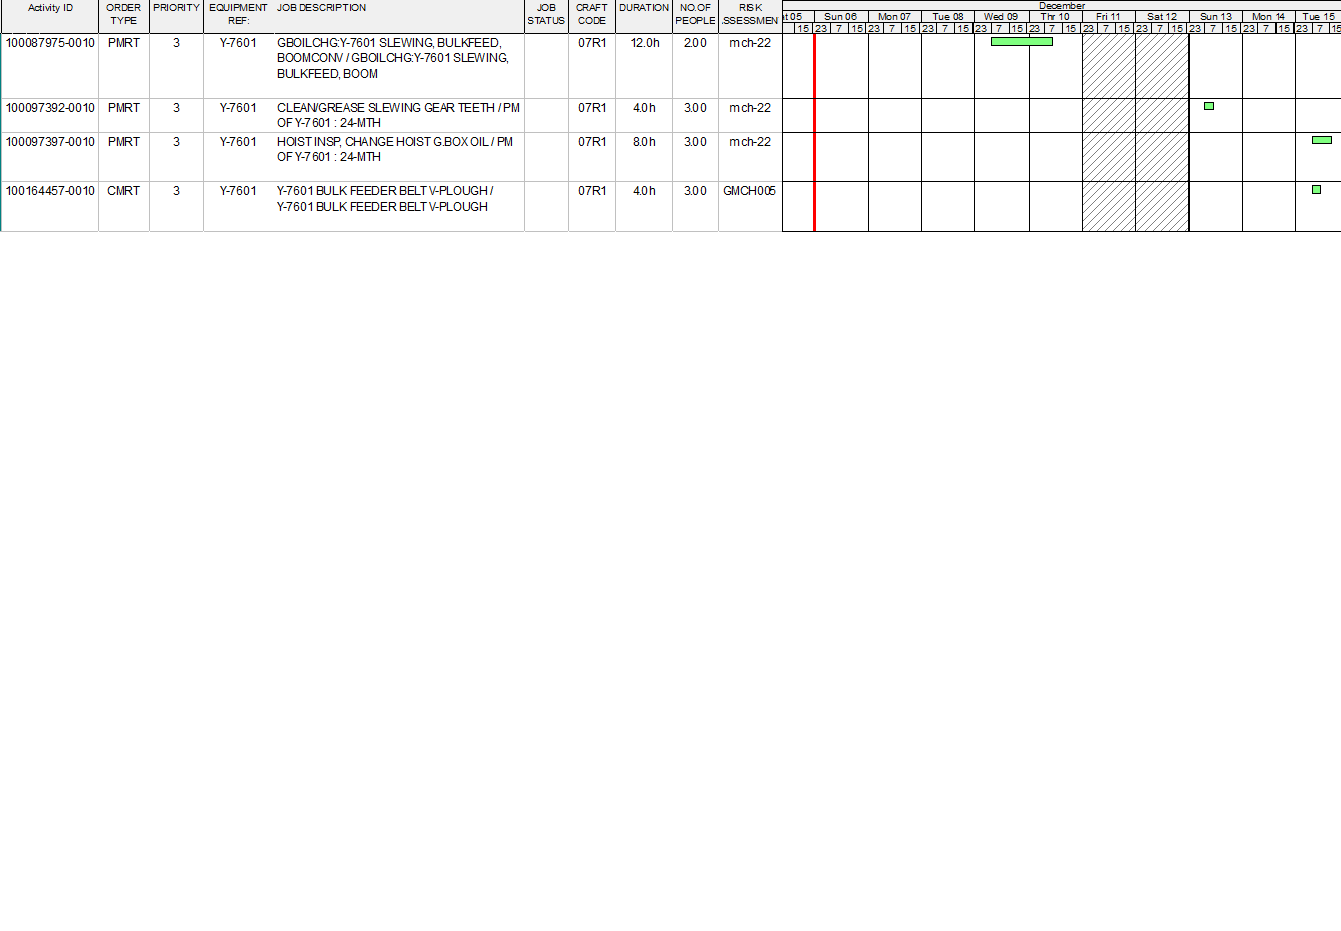 December
Activity ID ORDER TYPE PRIORITY EQUIPMENT REF: JOB DESCRIPTION JOB STATUS CRAFT CODE DURATION NO.OF PEOPLE RISK .SSESSMEN
t 05 Sun 06 Mon 07 Tue 08 Wed 09 Thr 10 Fri 11 Sat 12 Sun 13 Mon 14 Tue 15
15 23 7 15 23 7 15 23 7 15 23 7 15 23 7 15 23 7 15 23 7 15 23 7 15 23 7 15 23 7 15
100087975-0010 PMRT 3 Y-7601 GBOILCHG:Y-7601 SLEWING, BULKFEED, 07R1 12.0h 2.00 mch-22
BOOMCONV / GBOILCHG:Y-7601 SLEWING,
BULKFEED, BOOM
100097392-0010 PMRT 3 Y-7601 CLEAN/GREASE SLEWING GEAR TEETH / PM 07R1 4.0h 3.00 mch-22
OF Y-7601 : 24-MTH
100097397-0010 PMRT 3 Y-7601 HOIST INSP, CHANGE HOIST G.BOX OIL / PM 07R1 8.0h 3.00 mch-22
OF Y-7601 : 24-MTH
100164457-0010 CMRT 3 Y-7601 Y-7601 BULK FEEDER BELT V-PLOUGH / 07R1 4.0h 3.00 GMCH005
Y-7601 BULK FEEDER BELT V-PLOUGH